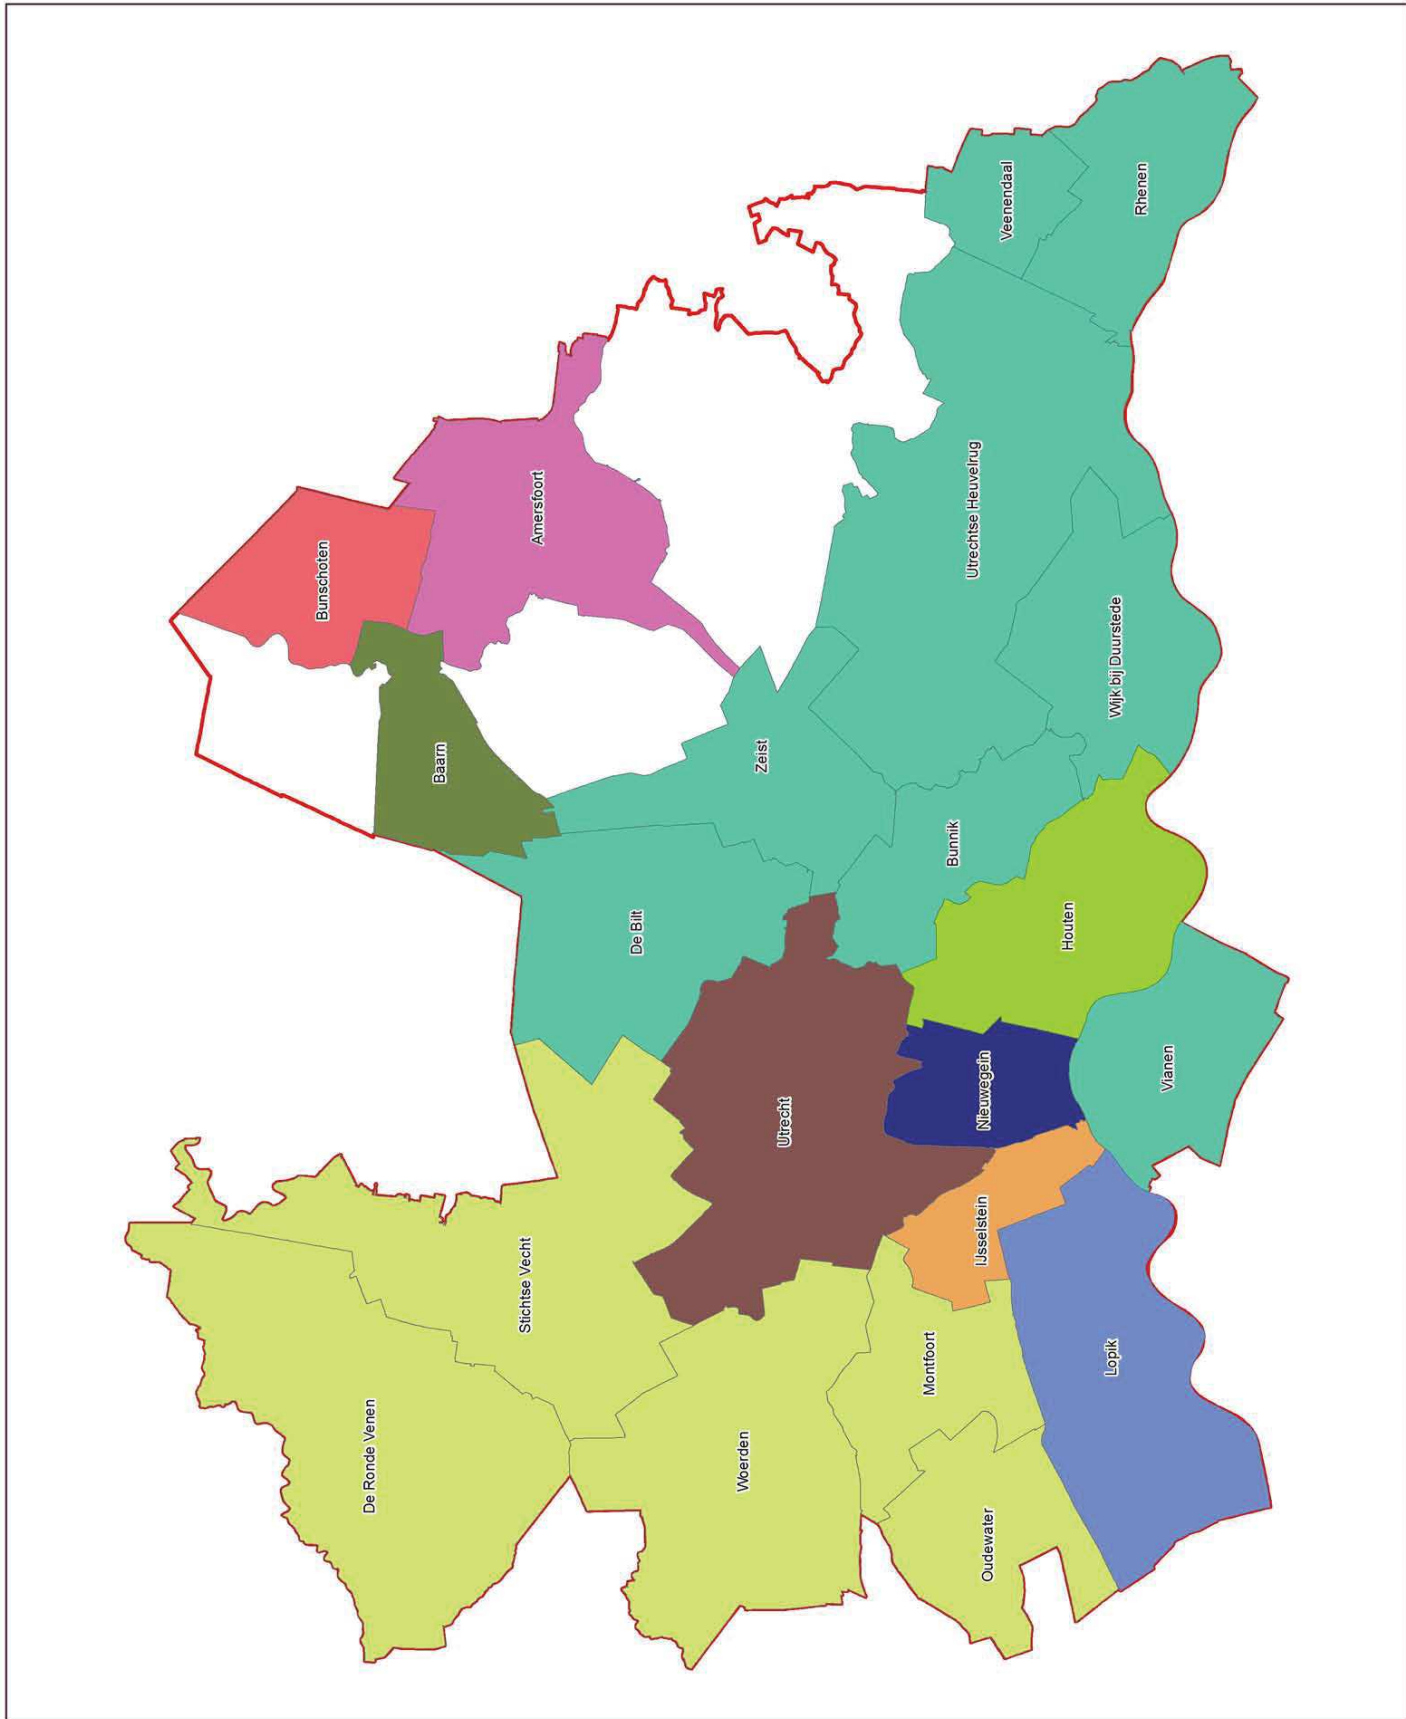 De Ronde Venen
Stichtse Vecht
Woerden
Oudewater
Montfoort
Lopik
IJsselstein
Nieuwegein
Utrecht
Vianen
Houten
De Bilt
Bunnik
Zeist
Baarn
Bunschoten
Amersfoort
Wijk bij Duurstede
Utrechtse Heuvelrug
Veenendaal
Rhenen